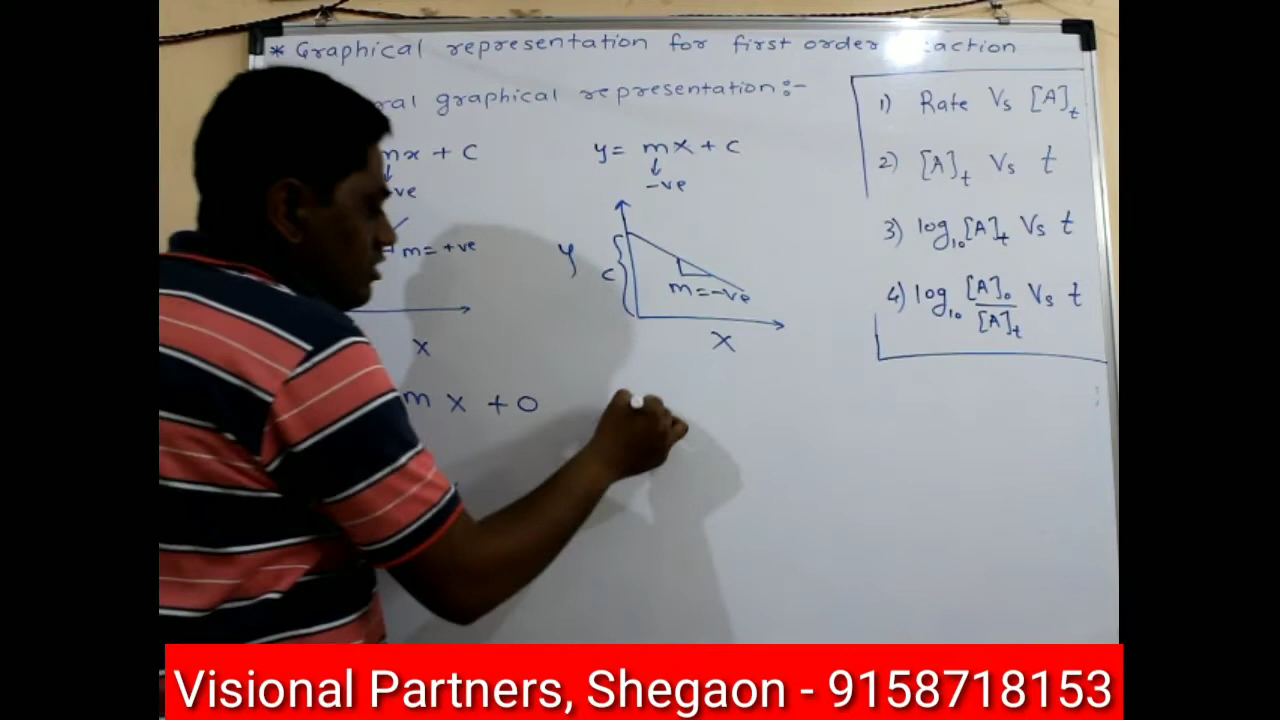 * Graphical representation for first order action
ral graphical representation:-
mx + C
-ve
m = +ve
X
m x + 0
y = mx + C
↓
-ve
y
C
m = -ve
X
1) Rate Vs [A]t
2) [A]t Vs t
3) log10 [A]t Vs t
4) log10 [A]0 / [A]t Vs t
Visional Partners, Shegaon - 9158718153